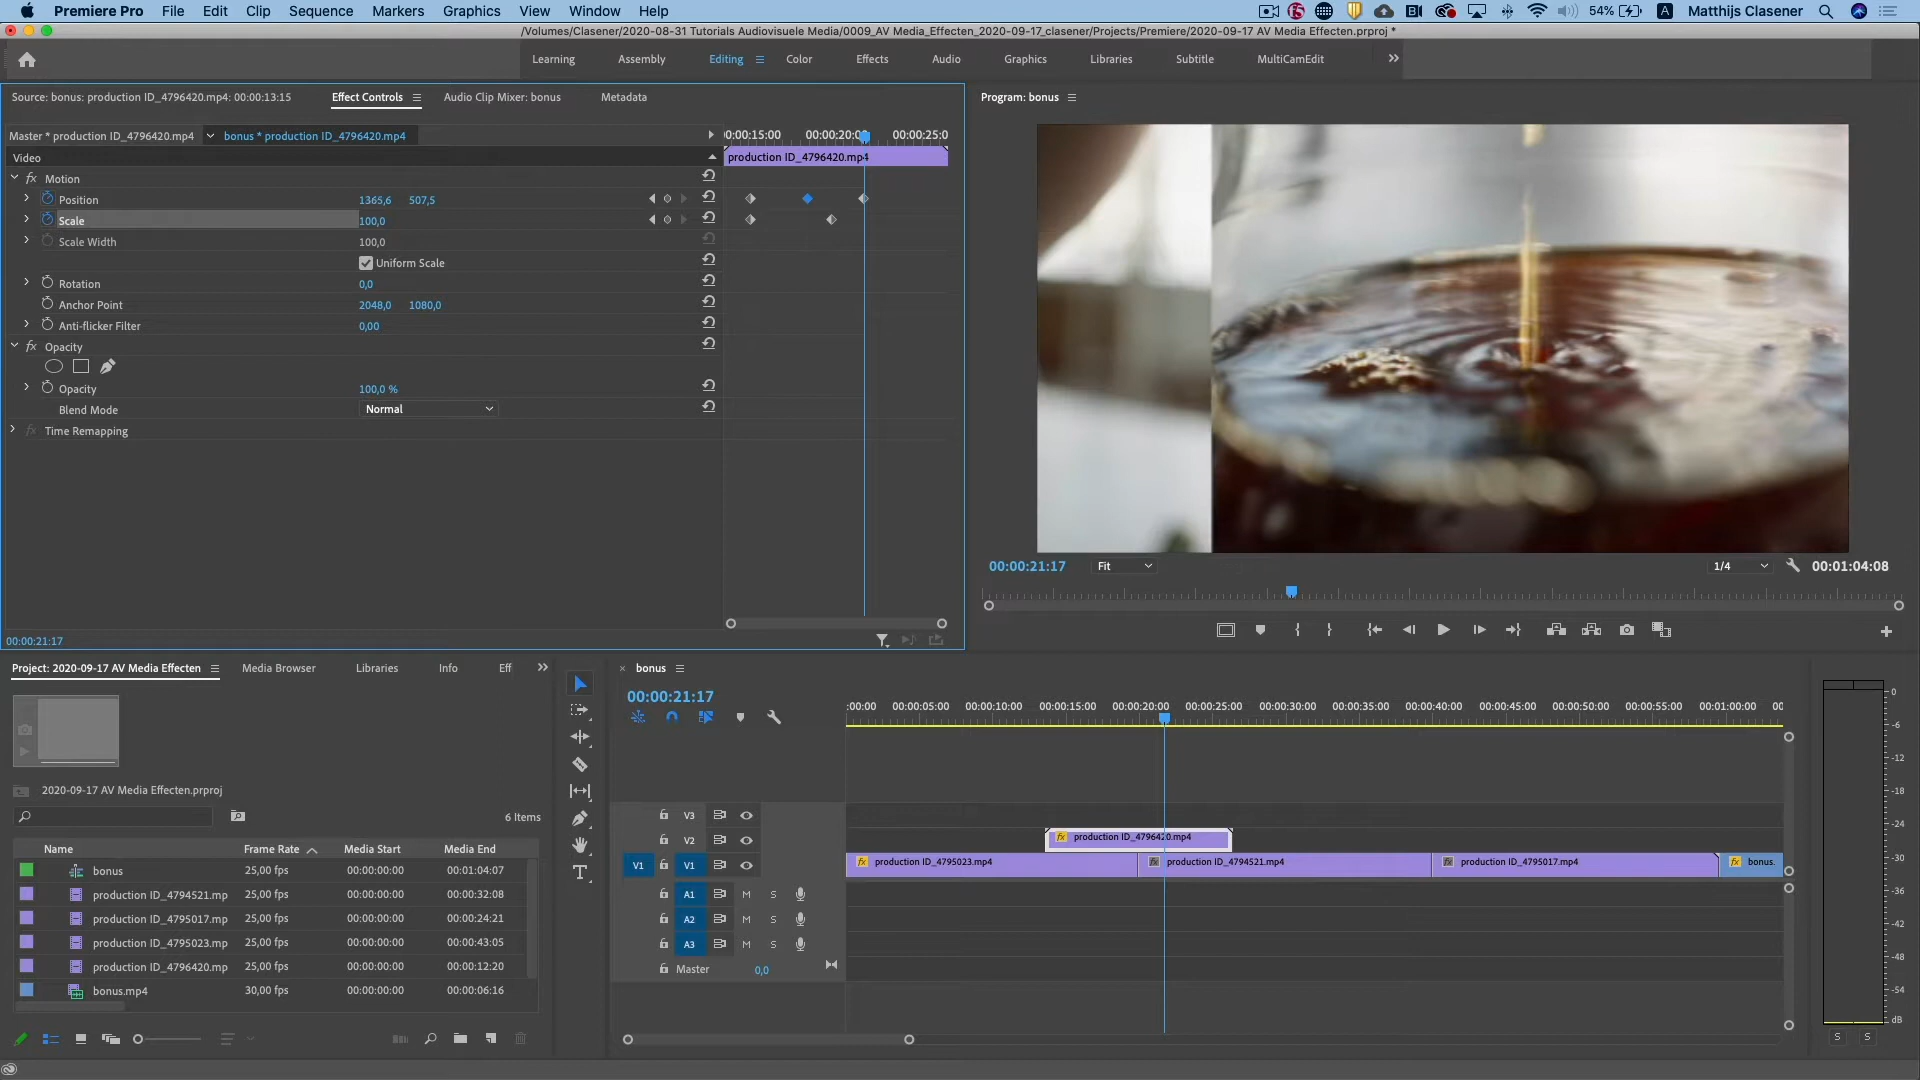 Premiere Pro File Edit Clip Sequence Markers Graphics View Window Help 54% A Matthijs Clasener
/Volumes/Clasener/2020-08-31 Tutorials Audiovisuele Media/0009_AV Media_Effecten_2020-09-17_clasener/Projects/Premiere/2020-09-17 AV Media Effecten.prproj *
Learning Assembly Editing Color Effects Audio Graphics Libraries Subtitle MultiCamEdit
Source: bonus: production ID_4796420.mp4: 00:00:13:15 Effect Controls Audio Clip Mixer: bonus Metadata
Master * production ID_4796420.mp4 bonus * production ID_4796420.mp4
0:00:15:00 00:00:20:0 00:00:25:0
Video
production ID_4796420.mp4
fx Motion
Position 1365,6 507,5
Scale 100,0
Scale Width 100,0
Uniform Scale
Rotation 0,0
Anchor Point 2048,0 1080,0
Anti-flicker Filter 0,00
fx Opacity
Opacity 100,0 %
Blend Mode Normal
fx Time Remapping
00:00:21:17
Program: bonus
00:00:21:17 Fit 1/4 00:01:04:08
Project: 2020-09-17 AV Media Effecten Media Browser Libraries Info Eff
2020-09-17 AV Media Effecten.prproj
6 Items
Name Frame Rate Media Start Media End
bonus 25,00 fps 00:00:00:00 00:01:04:07
production ID_4794521.mp 25,00 fps 00:00:00:00 00:00:32:08
production ID_4795017.mp 25,00 fps 00:00:00:00 00:00:24:21
production ID_4795023.mp 25,00 fps 00:00:00:00 00:00:43:05
production ID_4796420.mp 25,00 fps 00:00:00:00 00:00:12:20
bonus.mp4 30,00 fps 00:00:00:00 00:00:06:16
bonus
00:00:21:17
:00:00 00:00:05:00 00:00:10:00 00:00:15:00 00:00:20:00 00:00:25:00 00:00:30:00 00:00:35:00 00:00:40:00 00:00:45:00 00:00:50:00 00:00:55:00 00:01:00:00 00
V3
V2 fx production ID_4796420.mp4
V1 V1 fx production ID_4795023.mp4 fx production ID_4794521.mp4 fx production ID_4795017.mp4 fx bonus.
A1 M S
A2 M S
A3 M S
Master 0,0
0
-6
-12
-18
-24
-30
-36
-42
-48
-54
dB
S S